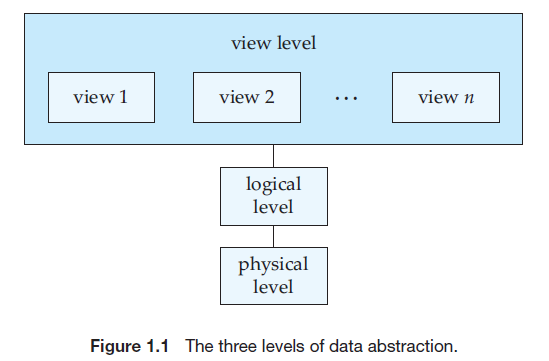 view level
view 1
view 2
...
view n
logical
level
physical
level
Figure 1.1 The three levels of data abstraction.